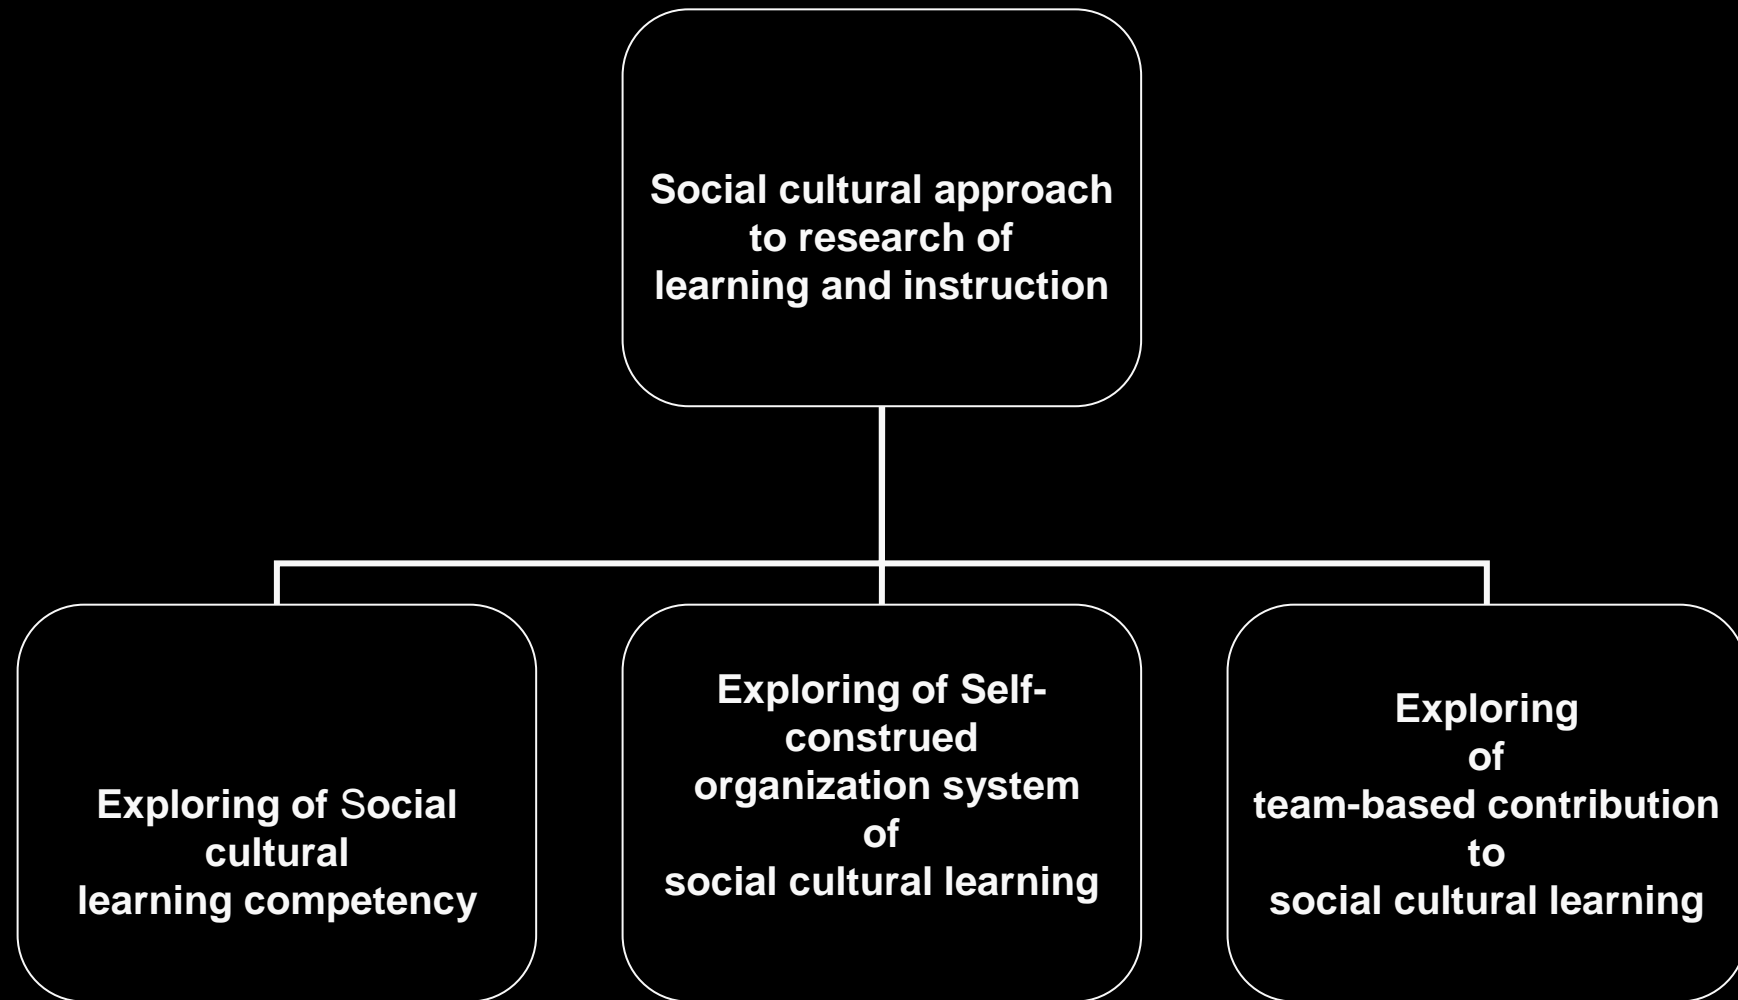 Social cultural approach
to research of
learning and instruction
Exploring of Social
cultural
learning competency
Exploring of Self-
construed
organization system
of
social cultural learning
Exploring
of
team-based contribution
to
social cultural learning